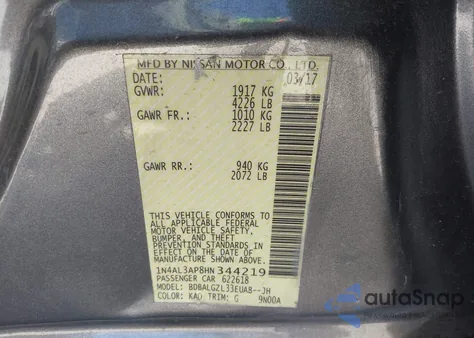 MFD BY NISSAN MOTOR CO., LTD.
DATE: 03/17
GVWR: 1917 KG
4226 LB
GAWR FR.: 1010 KG
2227 LB
GAWR RR.: 940 KG
2072 LB
THIS VEHICLE CONFORMS TO
ALL APPLICABLE FEDERAL
MOTOR VEHICLE SAFETY,
BUMPER, AND THEFT
PREVENTION STANDARDS
IN EFFECT ON THE DATE OF
MANUFACTURE SHOWN ABOVE.
1N4AL3AP8HN344219
PASSENGER CAR 622618
MODEL: BDBALGZL33EUAB--JH
COLOR: KAD TRIM: G 9N00A
autoSnap